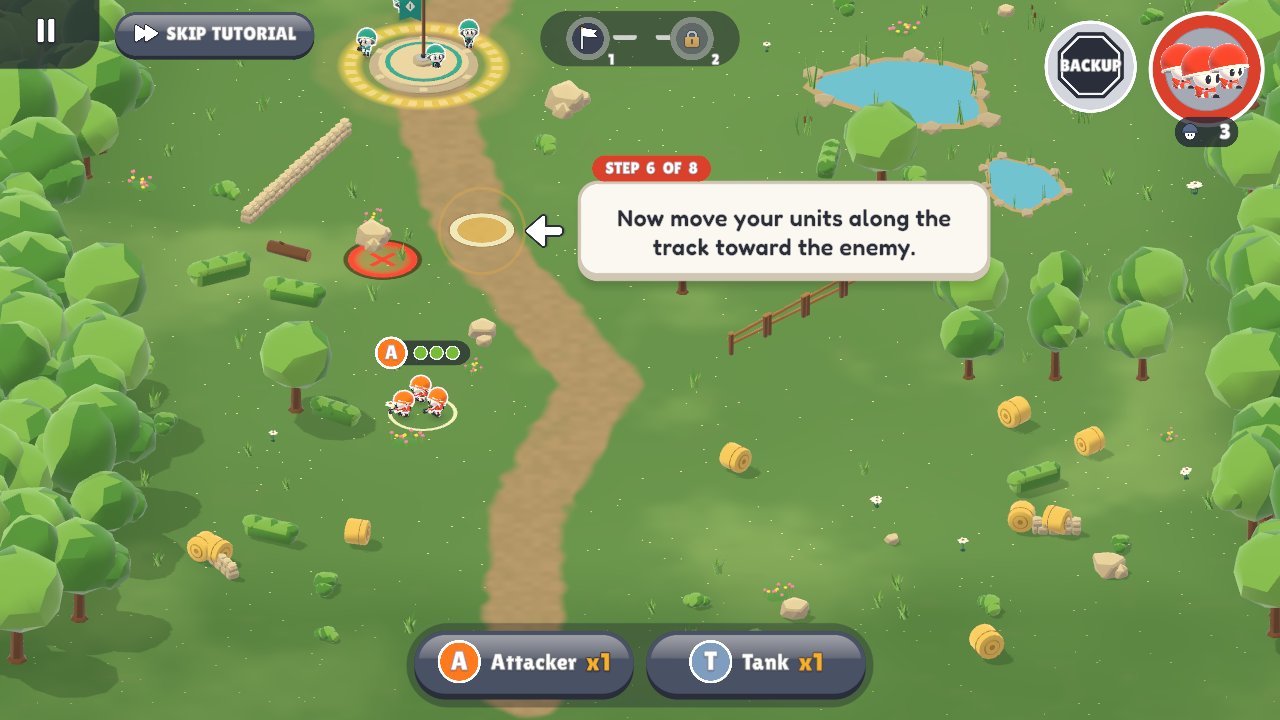 SKIP TUTORIAL
1
2
BACKUP
3
STEP 6 OF 8
Now move your units along the
track toward the enemy.
A
A Attacker x1
T Tank x1